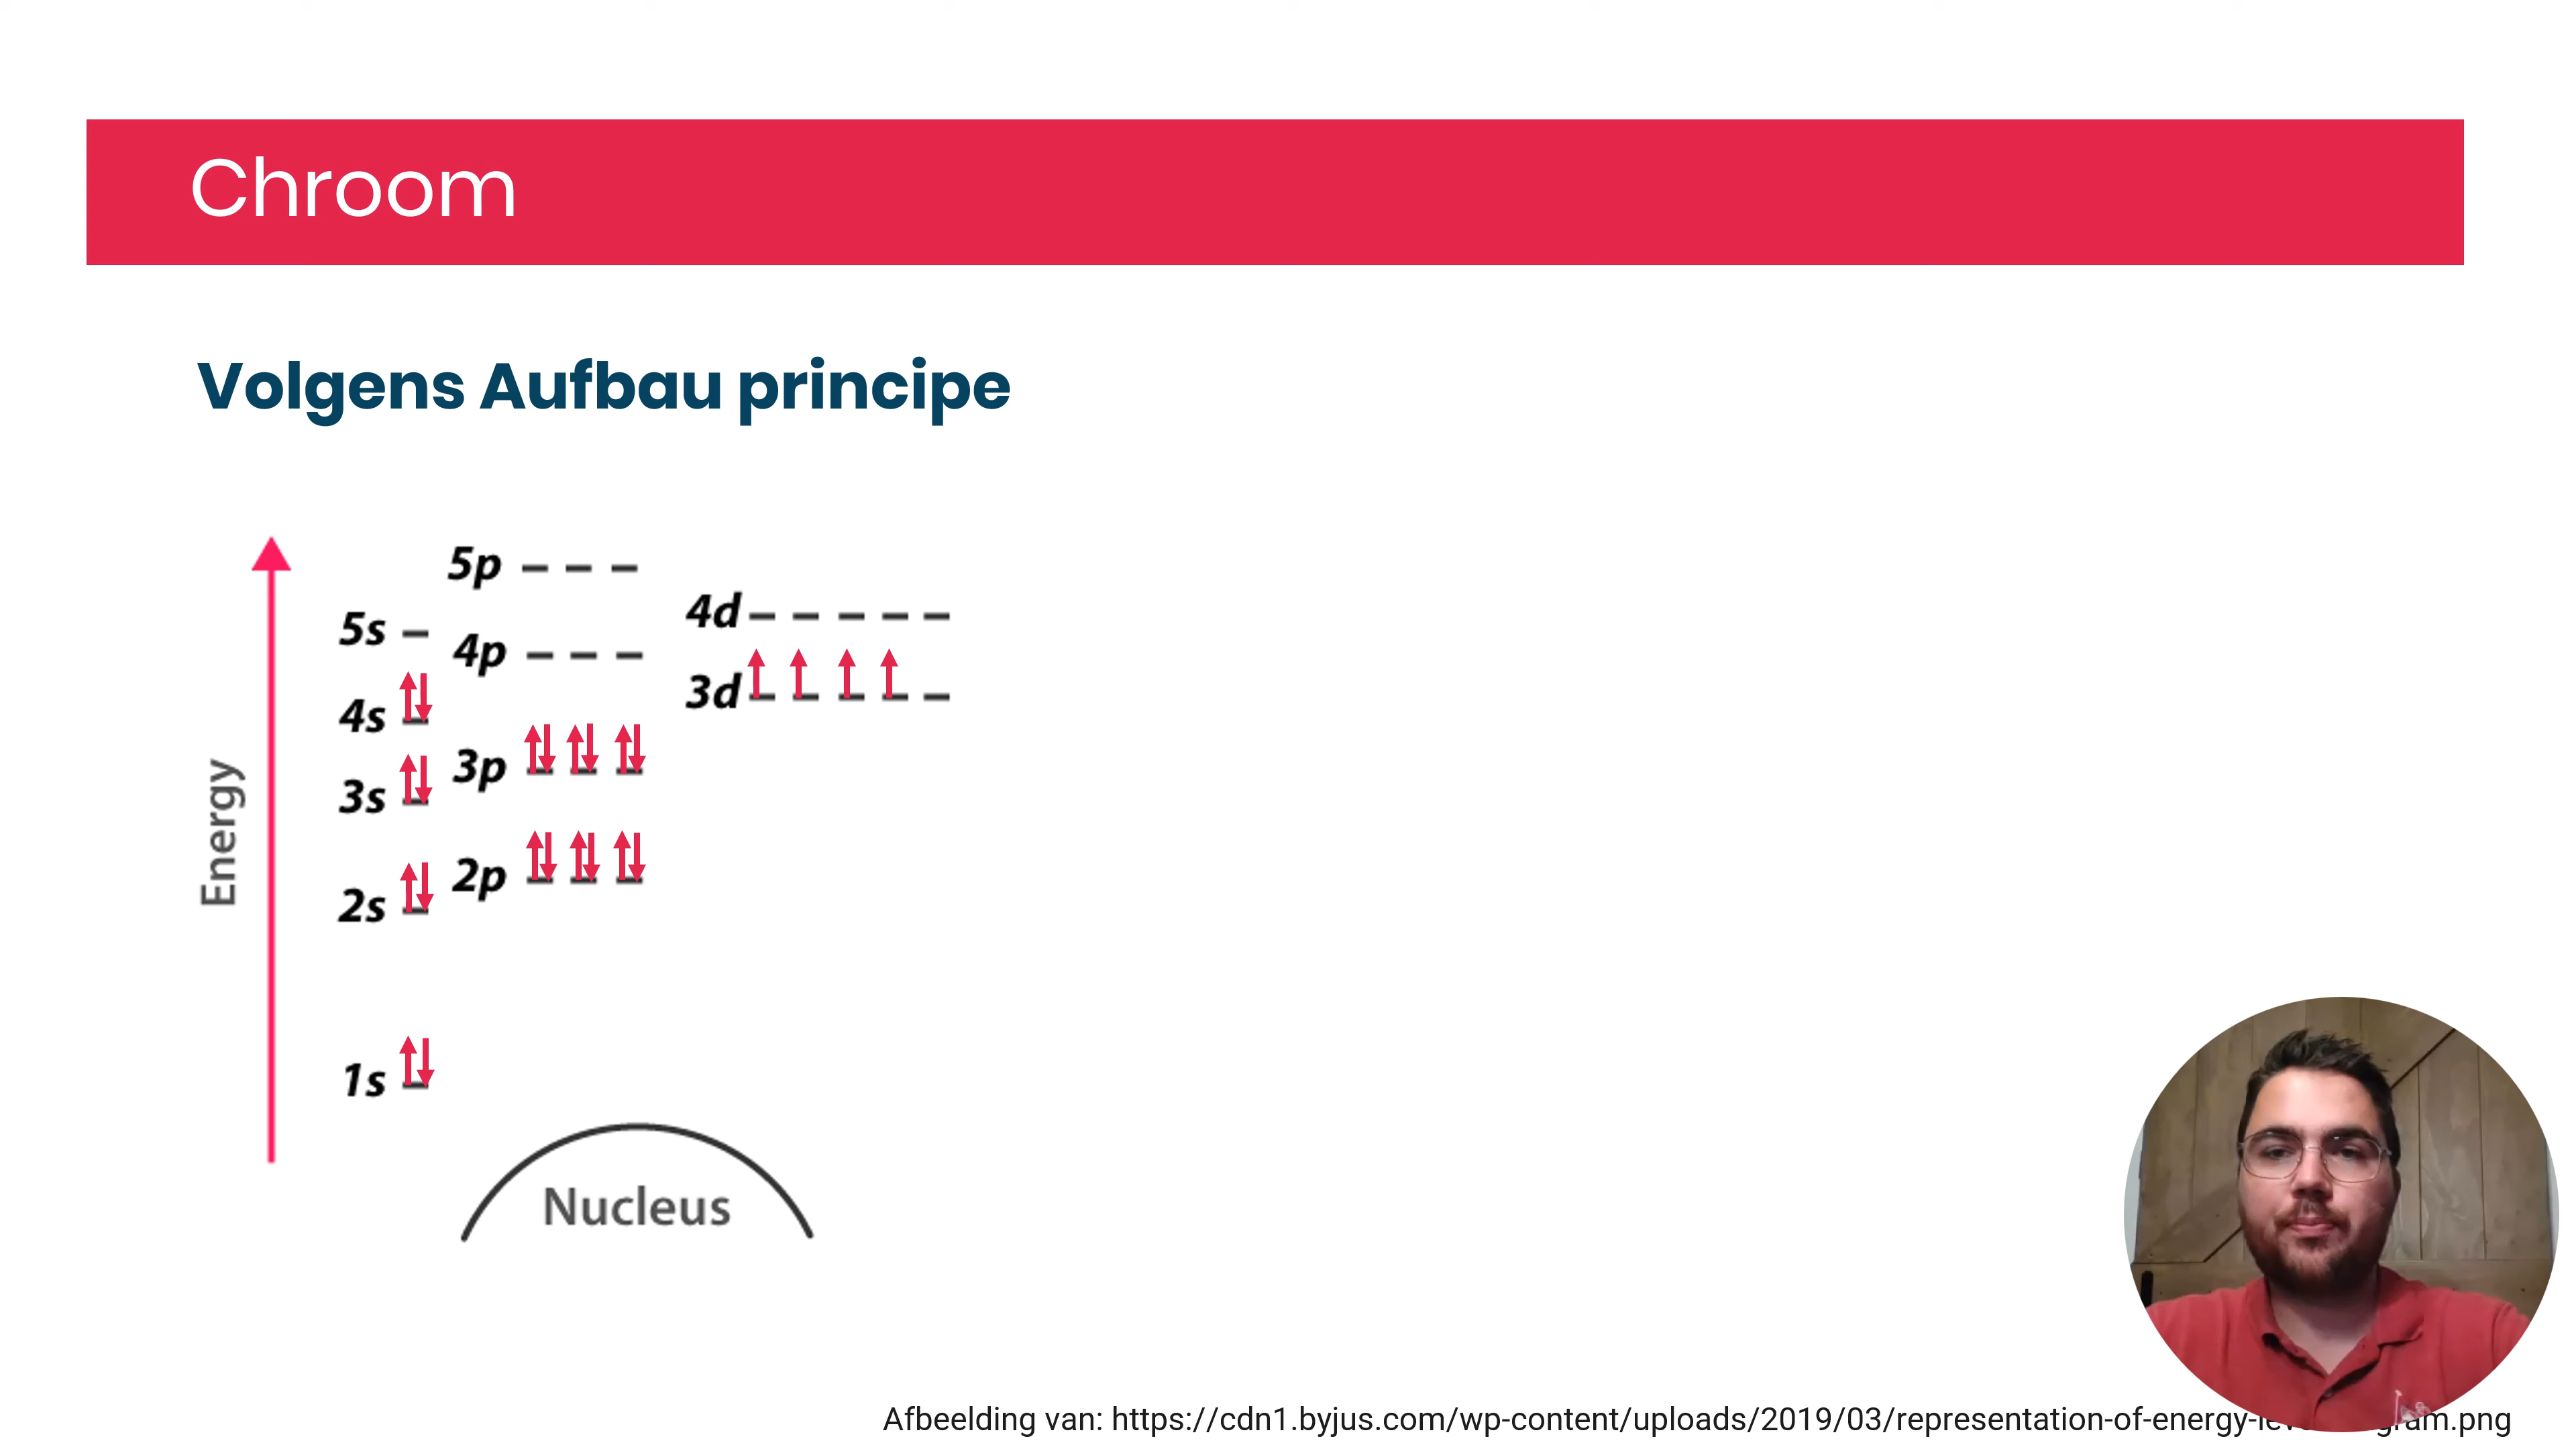 Chroom
Volgens Aufbau principe
5p
4d
5s
4p
3d
4s
3p
3s
2p
2s
1s
Energy
Nucleus
Afbeelding van: https://cdn1.byjus.com/wp-content/uploads/2019/03/representation-of-energy-